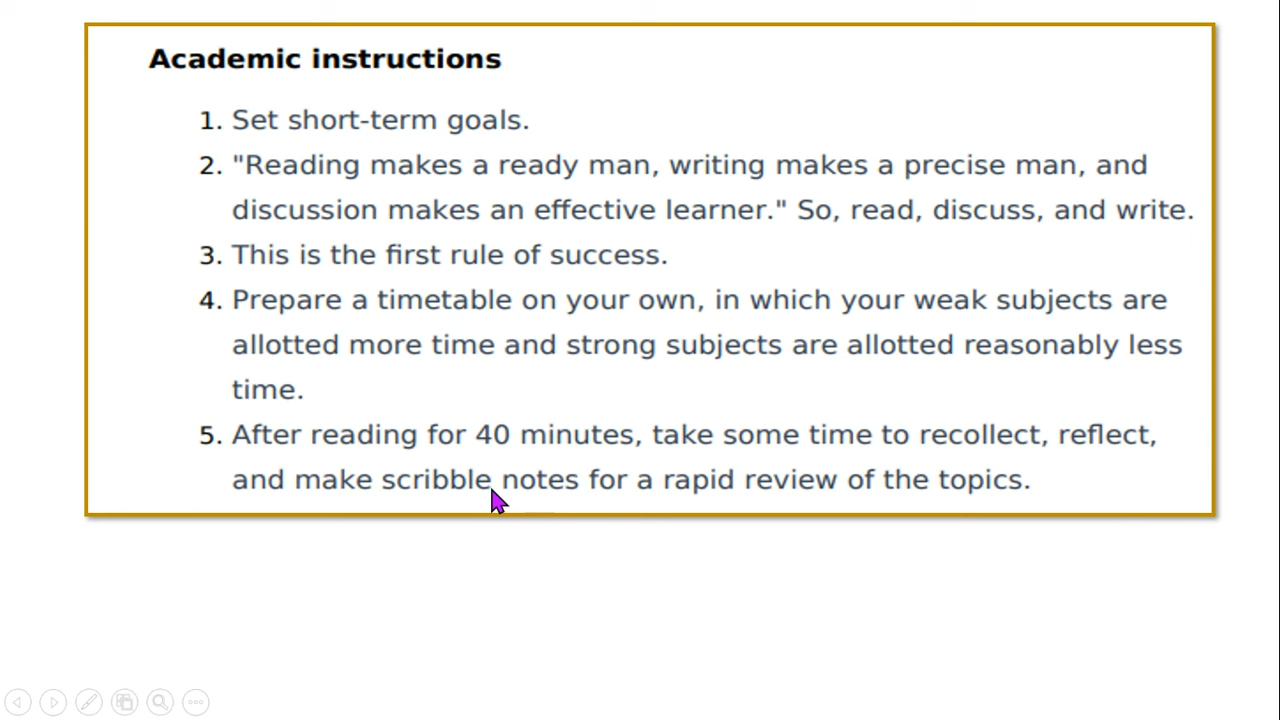 Academic instructions
1. Set short-term goals.
2. "Reading makes a ready man, writing makes a precise man, and
discussion makes an effective learner." So, read, discuss, and write.
3. This is the first rule of success.
4. Prepare a timetable on your own, in which your weak subjects are
allotted more time and strong subjects are allotted reasonably less
time.
5. After reading for 40 minutes, take some time to recollect, reflect,
and make scribble notes for a rapid review of the topics.